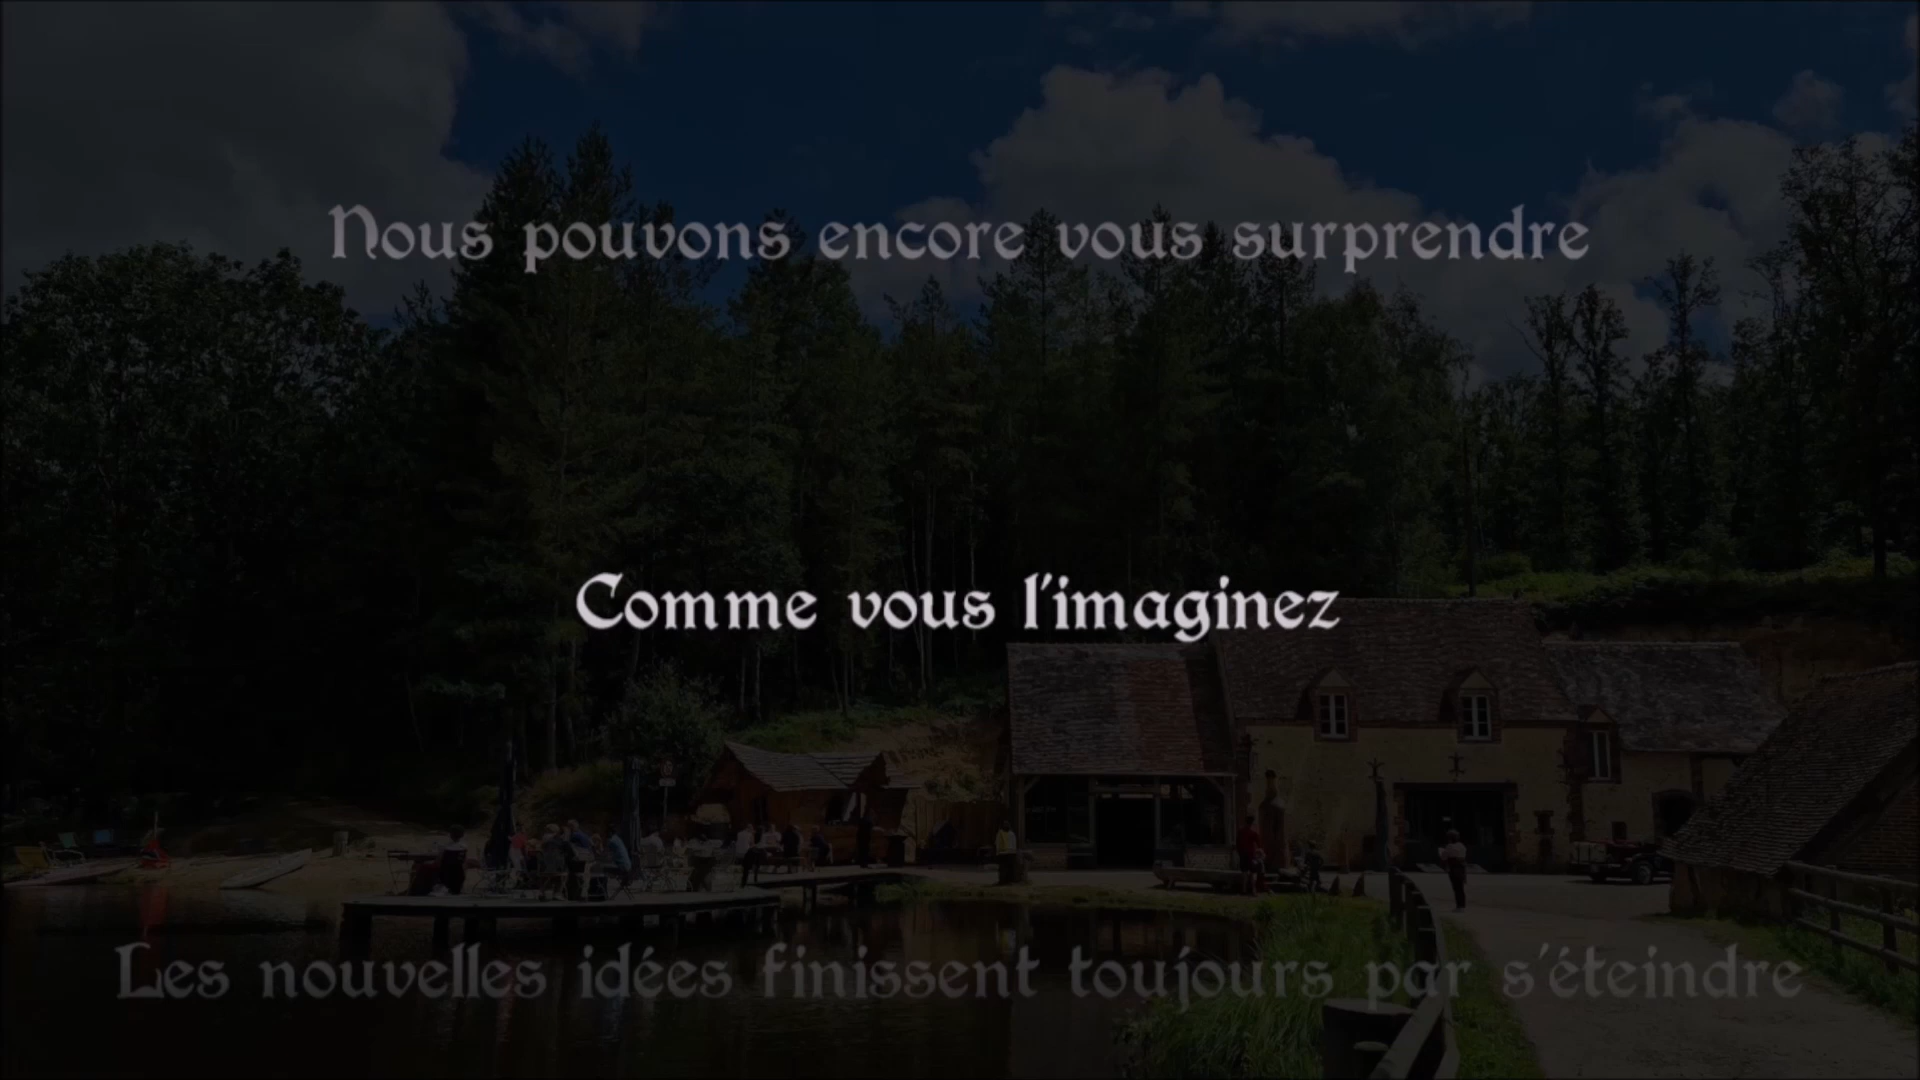 Nous pouvons encore vous surprendre
Comme vous l'imaginez
Les nouvelles idées finissent toujours par s'éteindre